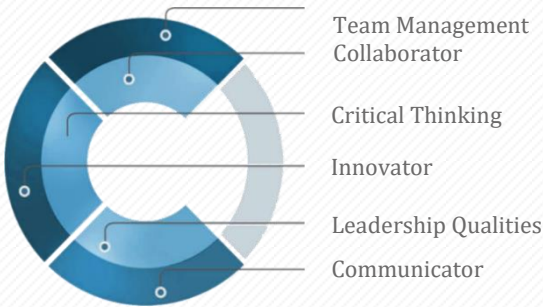 Team Management
Collaborator
Critical Thinking
Innovator
Leadership Qualities
Communicator